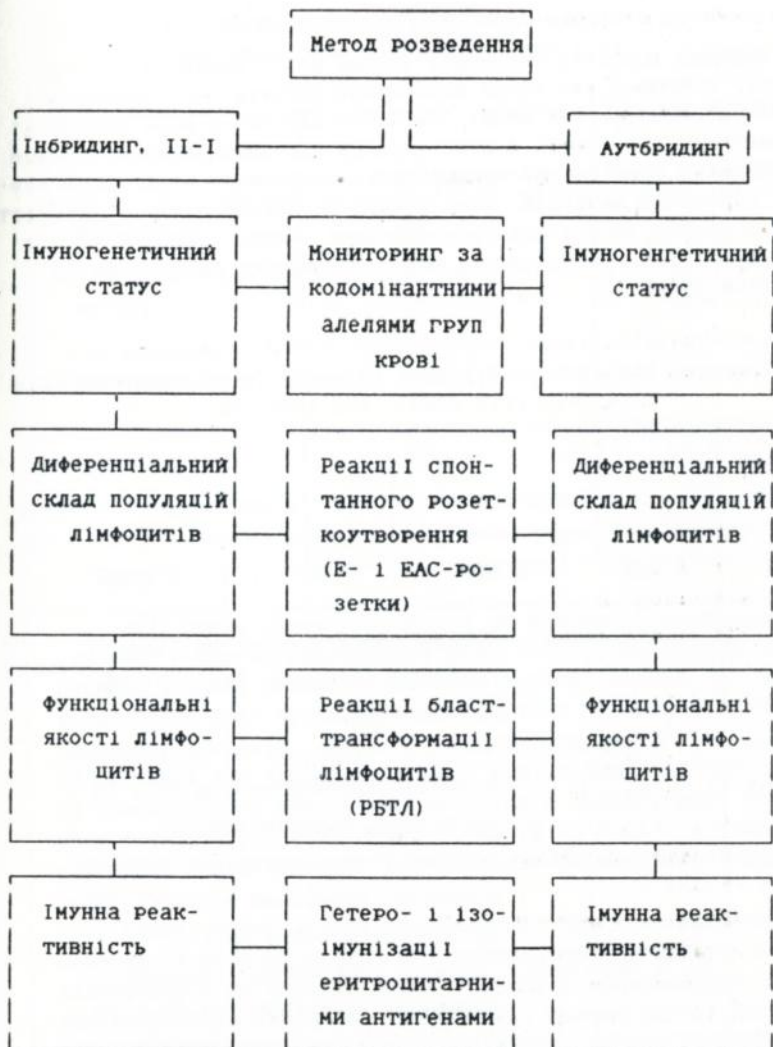 Метод розведення
Інбридинг, II-I
Аутбридинг
Імуногенетичний
статус
Мониторинг за
кодомінантними
алелями груп
крові
Імуногенгетичний
статус
Диференціальний
склад популяцій
лімфоцитів
Реакції спон-
танного розет-
коутворення
(Е- і ЕАС-ро-
зетки)
Диференціальний
склад популяцій
лімфоцитів
Функціональні
якості лімфо-
цитів
Реакції бласт-
трансформації
лімфоцитів
(РБТЛ)
Функціональні
якості лімфо-
цитів
Імунна реак-
тивність
Гетеро- і ізо-
імунізації
еритроцитарни-
ми антигенами
Імунна реак-
тивність